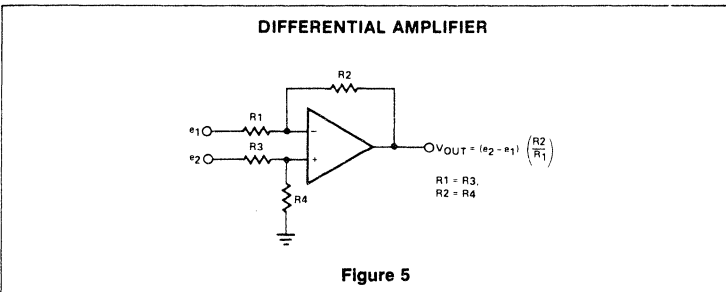 DIFFERENTIAL AMPLIFIER
R2
R1
e1
−
VOUT = (e2 – e1) (R2/R1)
R3
e2
+
R1 = R3,
R2 = R4
R4
Figure 5